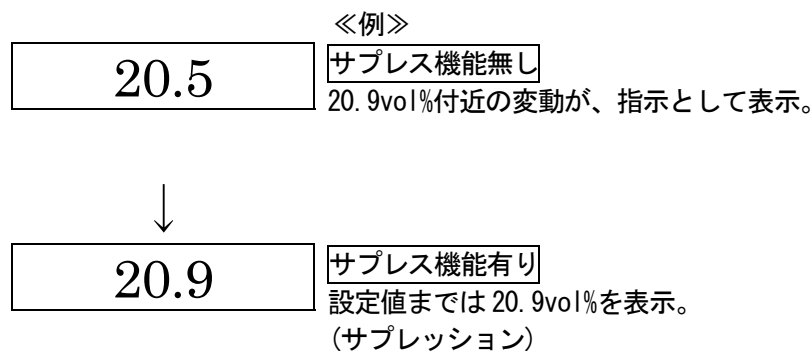 ≪例≫
20.5
サプレス機能無し
20.9vol%付近の変動が、指示として表示。
↓
20.9
サプレス機能有り
設定値までは 20.9vol%を表示。
(サプレッション)